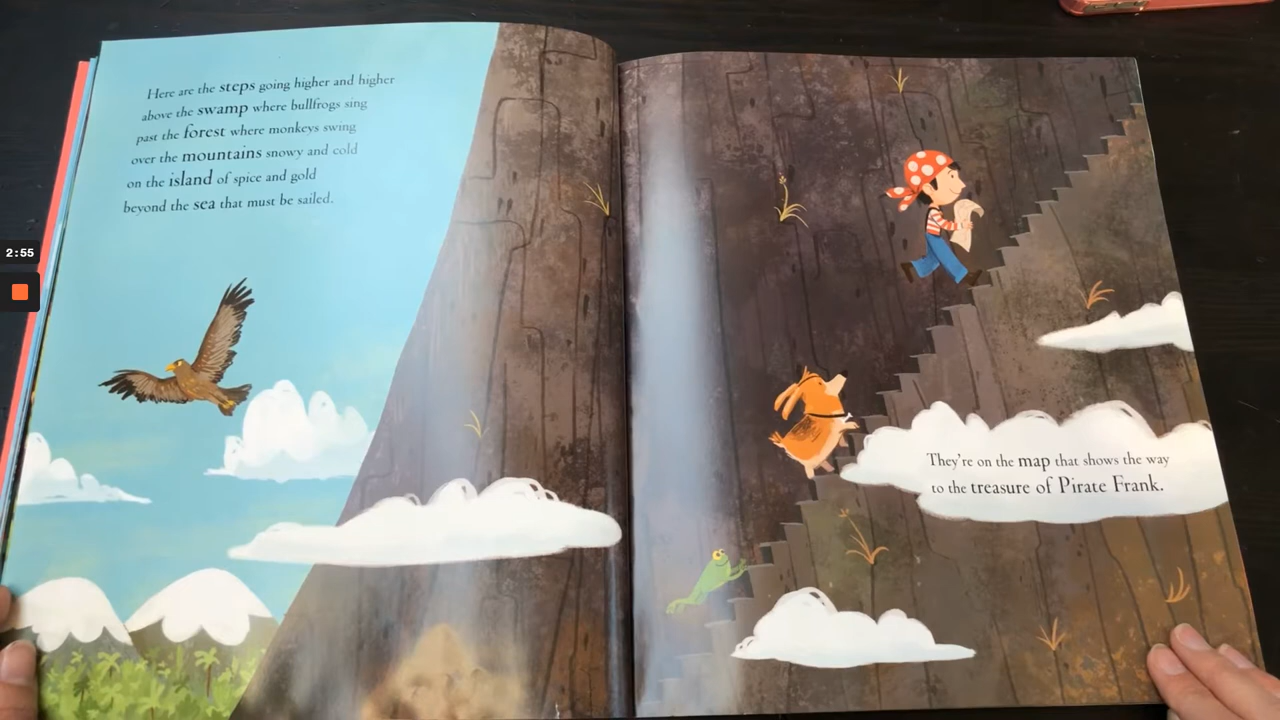 2:55
Here are the steps going higher and higher
above the swamp where bullfrogs sing
past the forest where monkeys swing
over the mountains snowy and cold
on the island of spice and gold
beyond the sea that must be sailed.
They're on the map that shows the way
to the treasure of Pirate Frank.